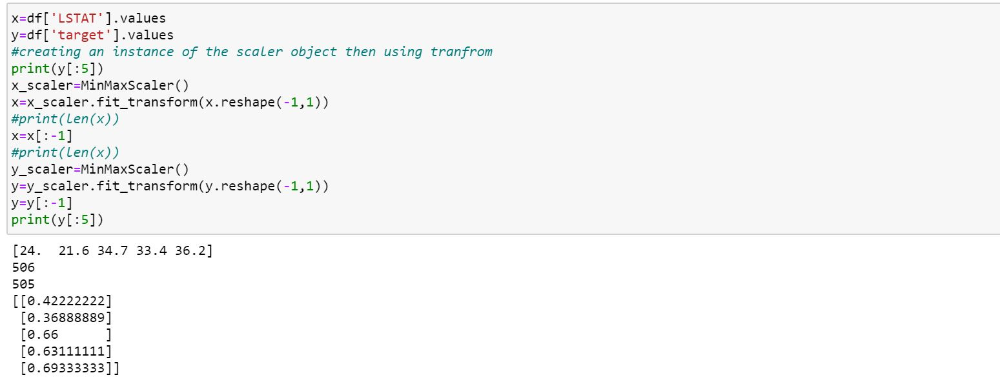 x=df['LSTAT'].values
y=df['target'].values
#creating an instance of the scaler object then using tranfrom
print(y[:5])
x_scaler=MinMaxScaler()
x=x_scaler.fit_transform(x.reshape(-1,1))
#print(len(x))
x=x[:-1]
#print(len(x))
y_scaler=MinMaxScaler()
y=y_scaler.fit_transform(y.reshape(-1,1))
y=y[:-1]
print(y[:5])
[24.  21.6 34.7 33.4 36.2]
506
505
[[0.42222222]
 [0.36888889]
 [0.66      ]
 [0.63111111]
 [0.69333333]]